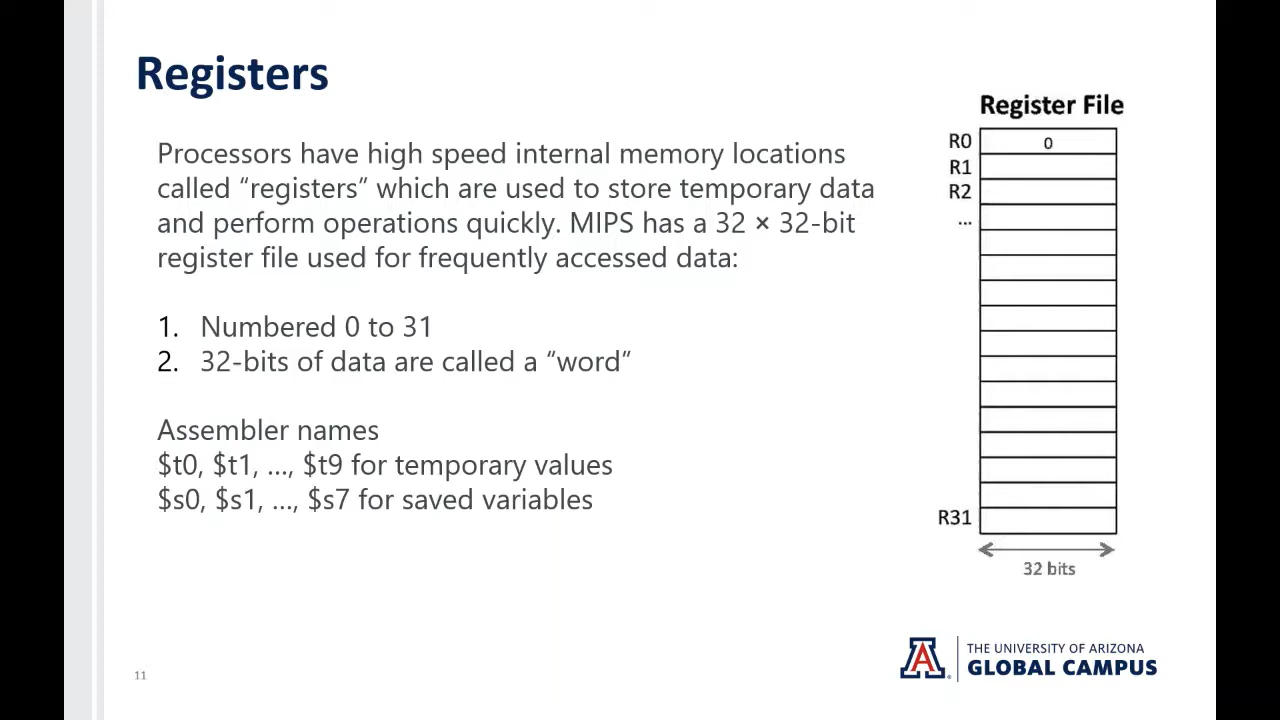 Registers
Processors have high speed internal memory locations
called “registers” which are used to store temporary data
and perform operations quickly. MIPS has a 32 × 32-bit
register file used for frequently accessed data:
1. Numbered 0 to 31
2. 32-bits of data are called a “word”
Assembler names
$t0, $t1, …, $t9 for temporary values
$s0, $s1, …, $s7 for saved variables
Register File
R0 0
R1
R2
...
R31
32 bits
11
THE UNIVERSITY OF ARIZONA
GLOBAL CAMPUS